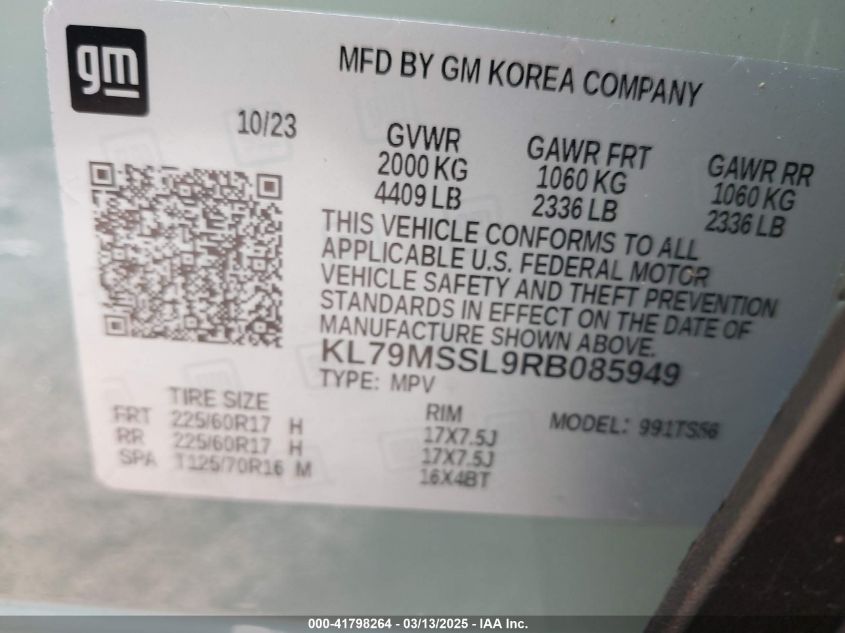 gm
MFD BY GM KOREA COMPANY
10/23
GVWR GAWR FRT GAWR RR
2000 KG 1060 KG 1060 KG
4409 LB 2336 LB 2336 LB
THIS VEHICLE CONFORMS TO ALL
APPLICABLE U.S. FEDERAL MOTOR
VEHICLE SAFETY AND THEFT PREVENTION
STANDARDS IN EFFECT ON THE DATE OF
MANUFACTURE SHOWN ABOVE.
KL79MSSL9RB085949
TYPE: MPV
TIRE SIZE RIM MODEL: 991TS56
FRT 225/60R17 H 17X7.5J
RR 225/60R17 H 17X7.5J
SPA T125/70R16 M 16X4BT
000-41798264 / 03/13/2025 - IAA Inc.